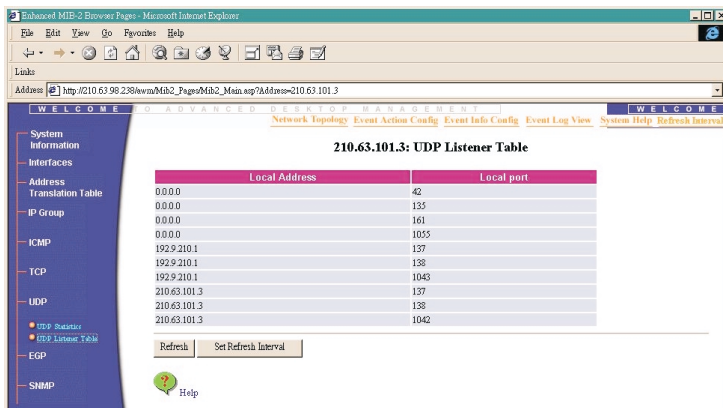 Enhanced MIB-2 Browser Pages - Microsoft Internet Explorer
File Edit View Go Favorites Help
Links
Address http://210.63.98.238/awm/Mib2_Pages/Mib2_Main.asp?Address=210.63.101.3
WELCOME TO ADVANCED DESKTOP MANAGEMENT WELCOME
Network Topology Event Action Config Event Info Config Event Log View System Help Refresh Interval
System
Information
Interfaces
Address
Translation Table
IP Group
ICMP
TCP
UDP
UDP Statistics
UDP Listener Table
EGP
SNMP
210.63.101.3: UDP Listener Table
Local Address Local port
0.0.0.0 42
0.0.0.0 135
0.0.0.0 161
0.0.0.0 1055
192.9.210.1 137
192.9.210.1 138
192.9.210.1 1043
210.63.101.3 137
210.63.101.3 138
210.63.101.3 1042
Refresh Set Refresh Interval
? Help